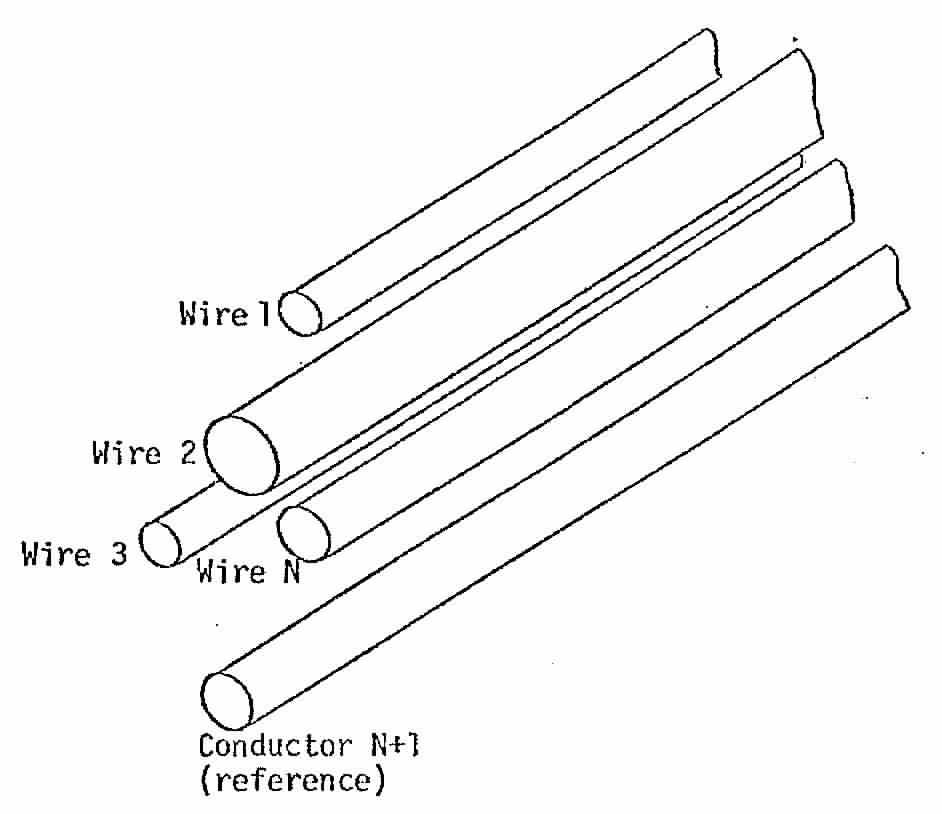 Wire 1
Wire 2
Wire 3
Wire N
Conductor N+1
(reference)